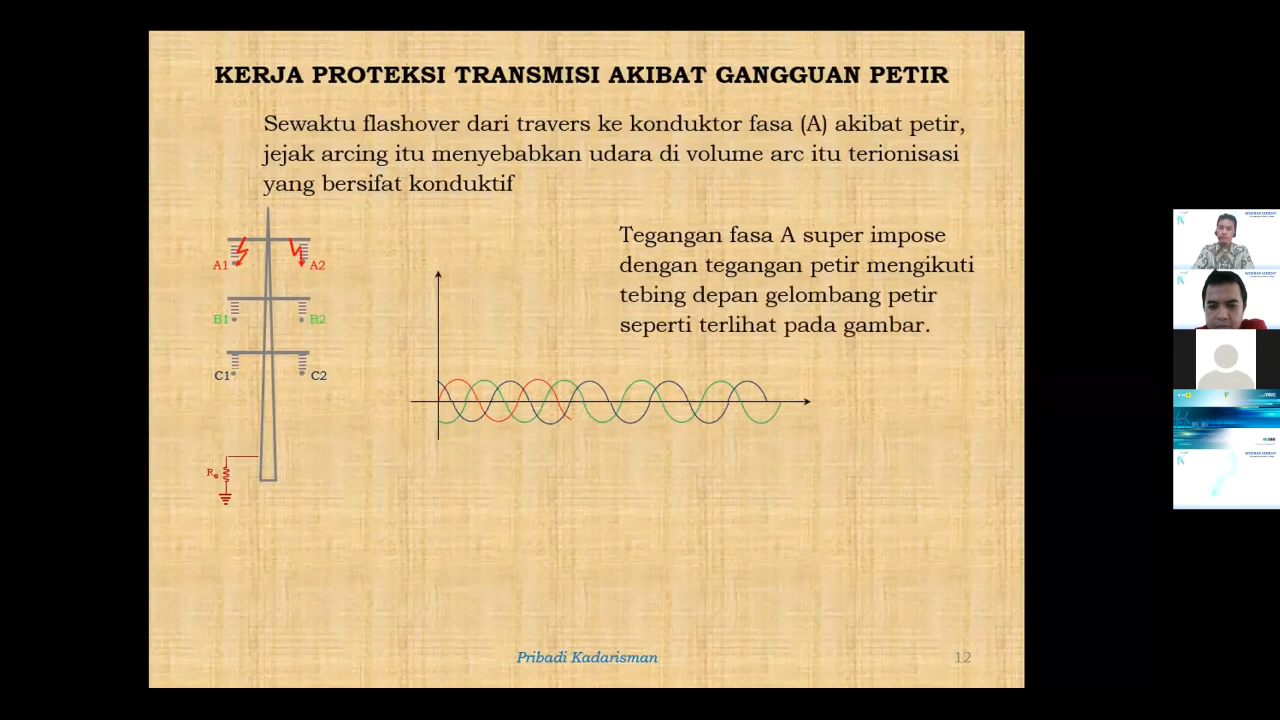 KERJA PROTEKSI TRANSMISI AKIBAT GANGGUAN PETIR
Sewaktu flashover dari travers ke konduktor fasa (A) akibat petir,
jejak arcing itu menyebabkan udara di volume arc itu terionisasi
yang bersifat konduktif
Tegangan fasa A super impose
dengan tegangan petir mengikuti
tebing depan gelombang petir
seperti terlihat pada gambar.
A1
A2
B1
B2
C1
C2
Re
Pribadi Kadarisman
12